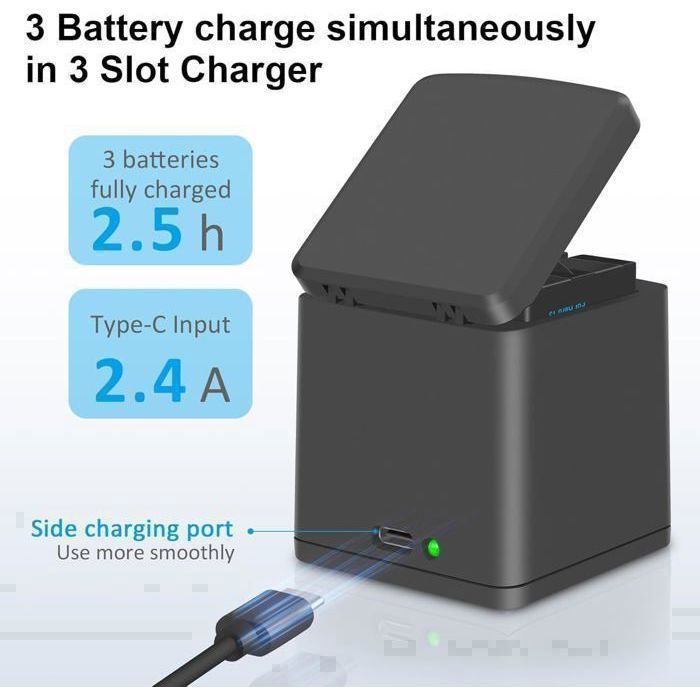 3 Battery charge simultaneously
in 3 Slot Charger
3 batteries
fully charged
2.5 h
Type-C Input
2.4 A
Side charging port
Use more smoothly